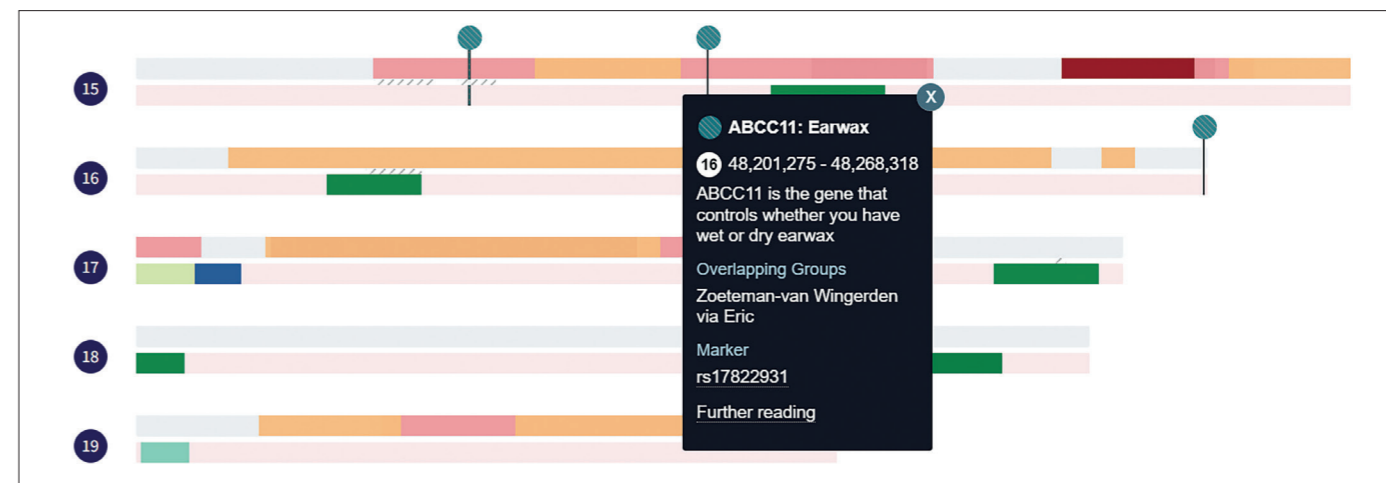 15
X
ABCC11: Earwax
16 48,201,275 - 48,268,318
ABCC11 is the gene that
controls whether you have
wet or dry earwax
Overlapping Groups
Zoeteman-van Wingerden
via Eric
Marker
rs17822931
Further reading
16
17
18
19